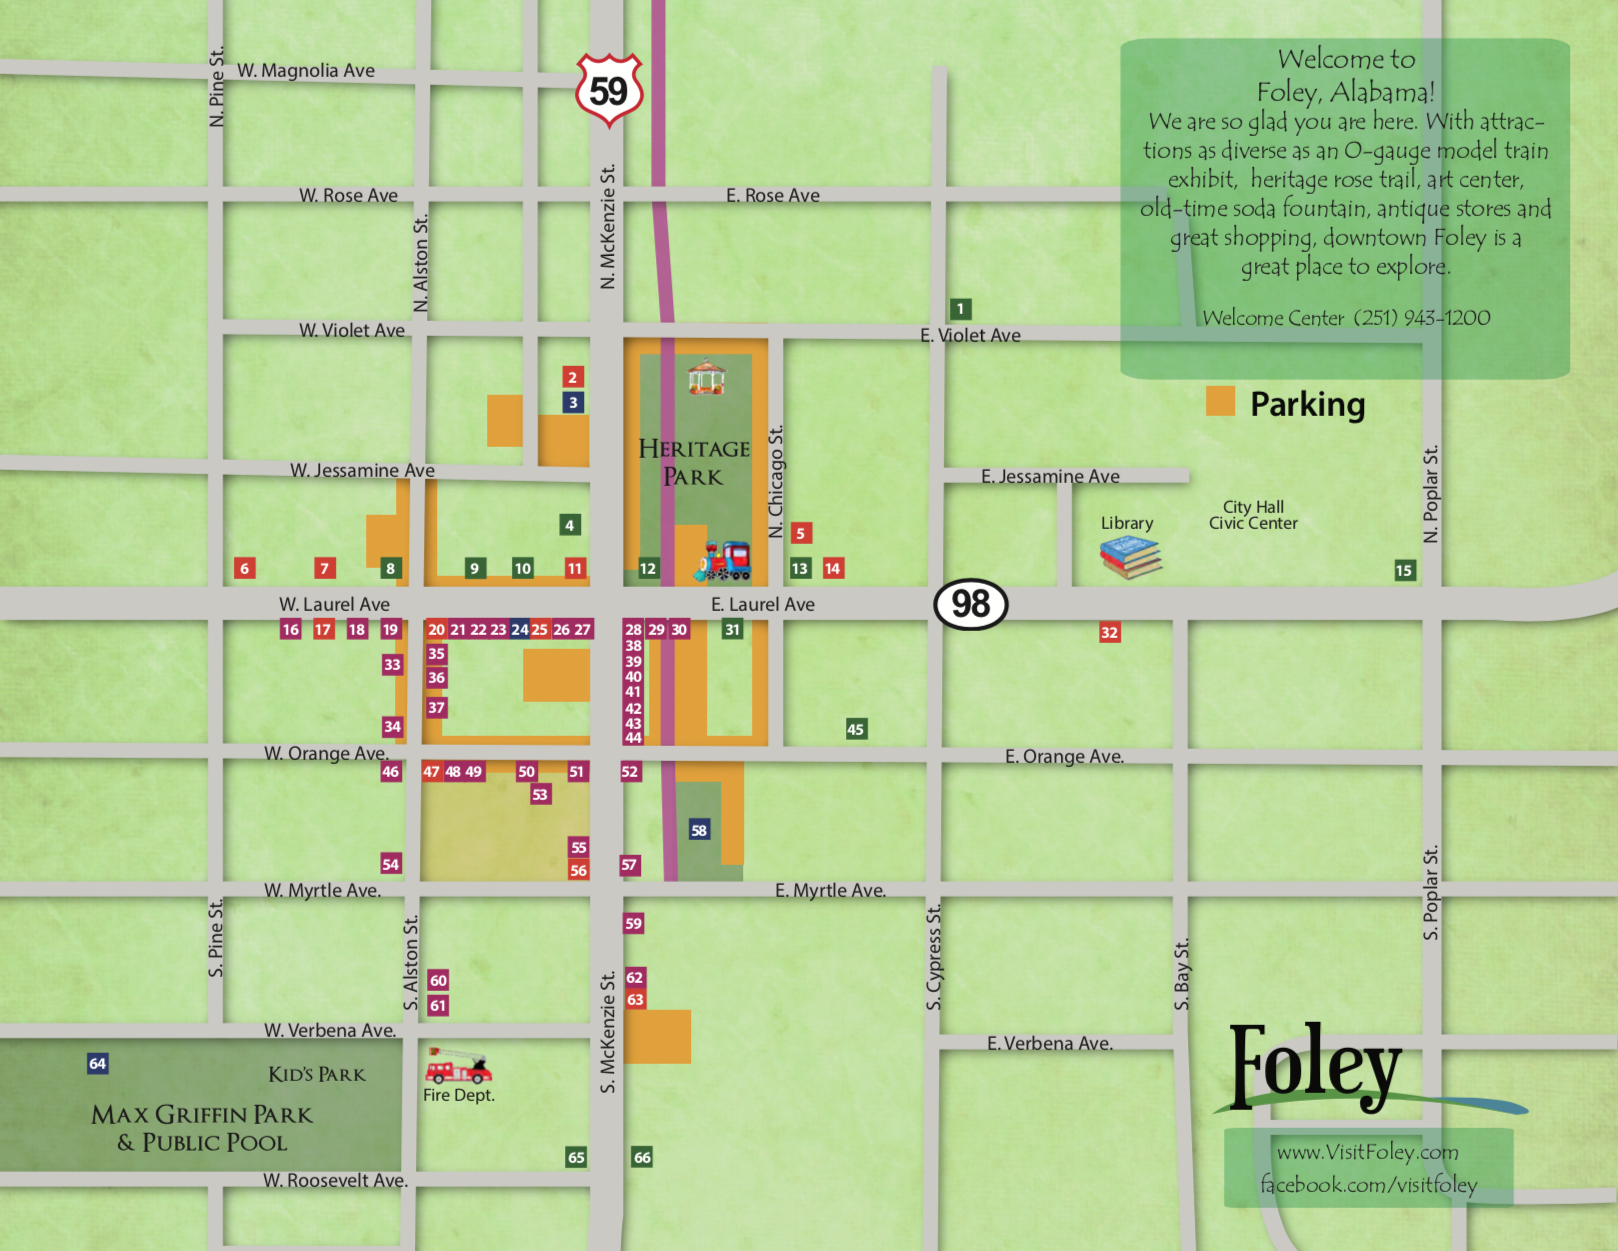 Welcome to
Foley, Alabama!
We are so glad you are here. With attrac-
tions as diverse as an O-gauge model train
exhibit, heritage rose trail, art center,
old-time soda fountain, antique stores and
great shopping, downtown Foley is a
great place to explore.
Welcome Center (251) 943-1200
Parking
N. Pine St.
W. Magnolia Ave
59
N. McKenzie St.
W. Rose Ave
E. Rose Ave
N. Alston St.
1
W. Violet Ave
E. Violet Ave
2
3
HERITAGE
PARK
N. Chicago St.
N. Poplar St.
W. Jessamine Ave
E. Jessamine Ave
City Hall
Civic Center
Library
4
5
6
7
8
9
10
11
12
13
14
15
W. Laurel Ave
E. Laurel Ave
98
16
17
18
19
20
21
22
23
24
25
26
27
28
29
30
31
32
33
34
35
36
37
38
39
40
41
42
43
44
45
W. Orange Ave.
E. Orange Ave.
46
47
48
49
50
51
52
53
54
55
56
57
58
W. Myrtle Ave.
E. Myrtle Ave.
S. Pine St.
S. Alston St.
S. McKenzie St.
S. Cypress St.
S. Bay St.
S. Poplar St.
59
60
61
62
63
W. Verbena Ave.
E. Verbena Ave.
64
KID'S PARK
MAX GRIFFIN PARK
& PUBLIC POOL
Fire Dept.
65
66
W. Roosevelt Ave.
Foley
www.VisitFoley.com
facebook.com/visitfoley